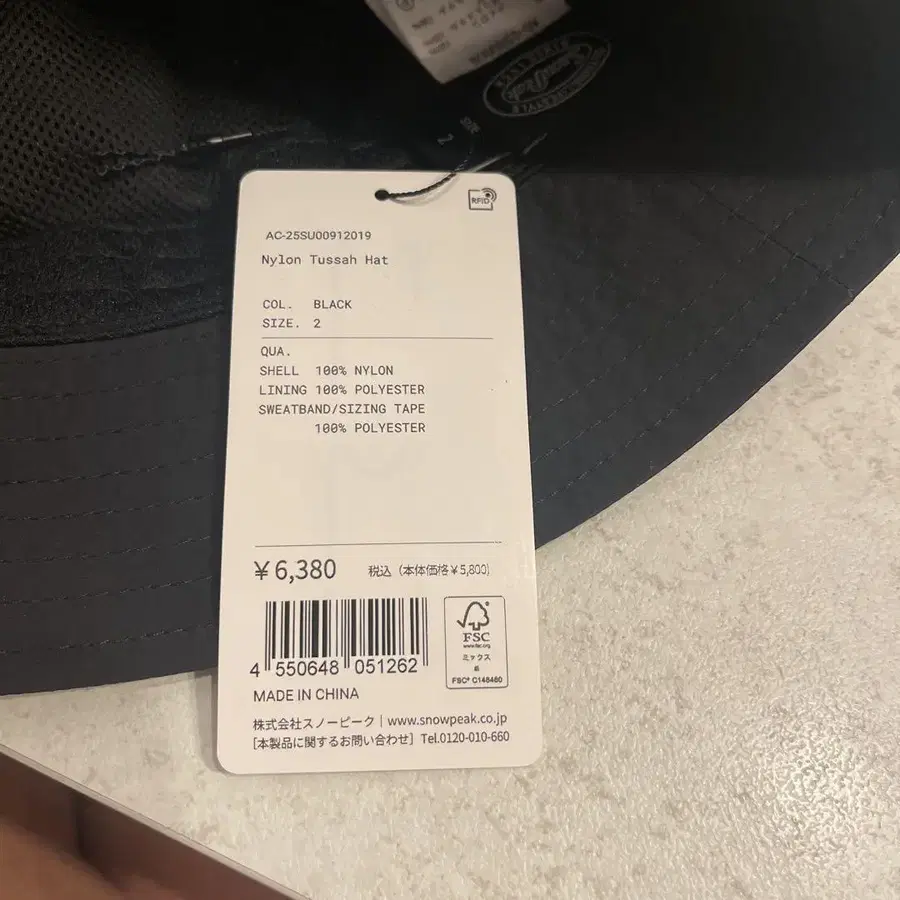 2
RFID
AC-25SU00912019
Nylon Tussah Hat
COL. BLACK
SIZE. 2
QUA.
SHELL 100% NYLON
LINING 100% POLYESTER
SWEATBAND/SIZING TAPE
100% POLYESTER
¥6,380 税込（本体価格¥5,800）
4 550648 051262
FSC
www.fsc.org
ミックス
FSC® C148460
MADE IN CHINA
株式会社スノーピーク｜www.snowpeak.co.jp
［本製品に関するお問い合わせ］Tel.0120-010-660